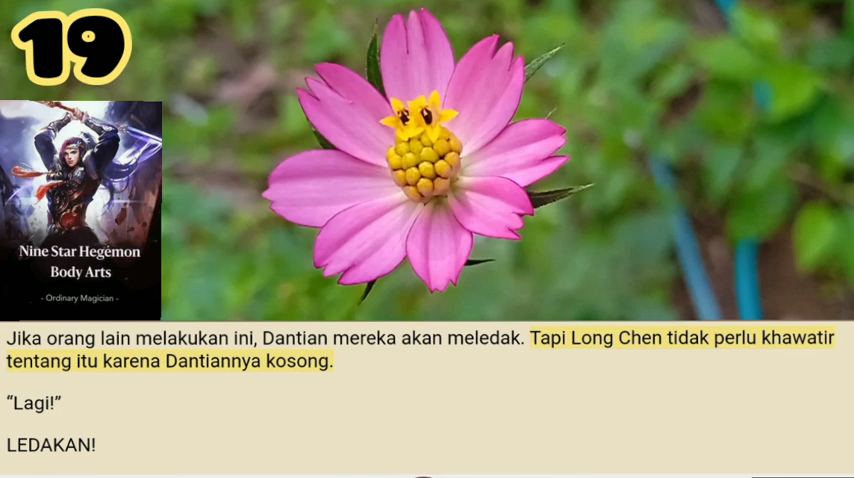 19
Nine Star Hegemon
Body Arts
- Ordinary Magician -
Jika orang lain melakukan ini, Dantian mereka akan meledak. Tapi Long Chen tidak perlu khawatir
tentang itu karena Dantiannya kosong.
“Lagi!”
LEDAKAN!